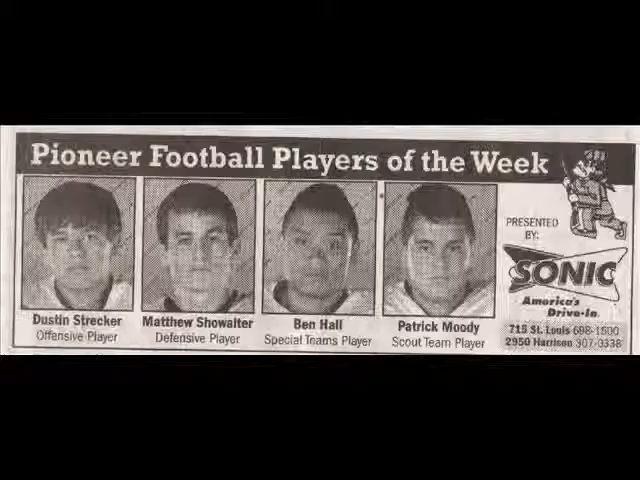 Pioneer Football Players of the Week
PRESENTED
BY:
SONIC
America's
Drive-In.
715 St. Louis 698-1500
2950 Harrison 307-0338
Dustin Strecker
Offensive Player
Matthew Showalter
Defensive Player
Ben Hall
Special Teams Player
Patrick Moody
Scout Team Player